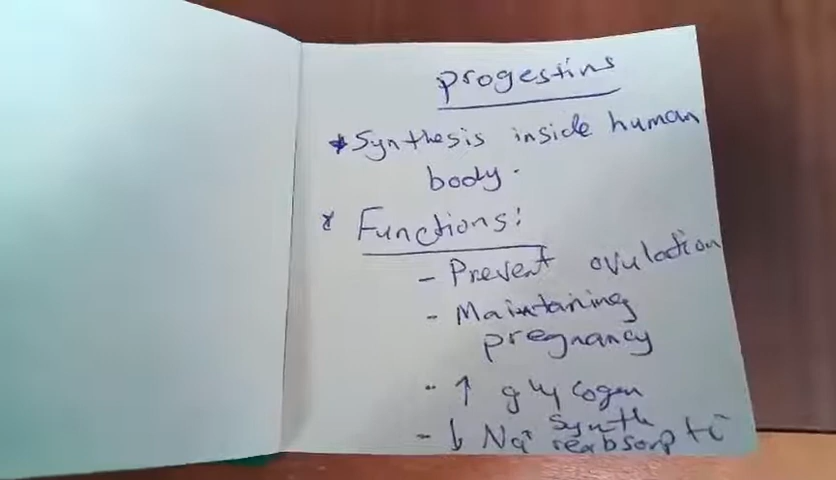 progestins
* Synthesis inside human
body.
* Functions:
- Prevent ovulation
- Maintaining
pregnancy
- ↑ glycogen
synth
- ↓ Na+ reabsorpti